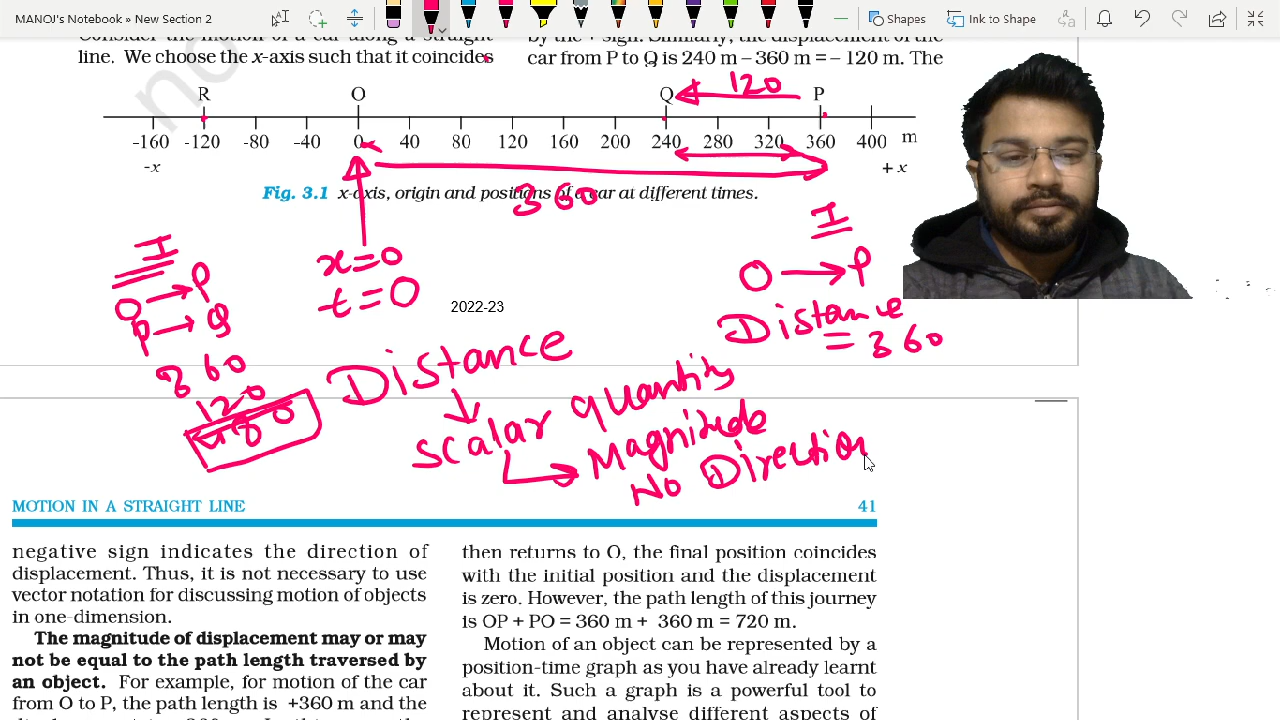 MANOJ's Notebook » New Section 2
Shapes
Ink to Shape
Consider the motion of a car along a straight
line. We choose the x-axis such that it coincides
by the + sign. Similarly, the displacement of the
car from P to Q is 240 m – 360 m = – 120 m. The
120
R O Q P
-160 -120 -80 -40 0 40 80 120 160 200 240 280 320 360 400 m
-x + x
Fig. 3.1 x-axis, origin and positions of a car at different times.
360
I
O → P
P → Q
360
120
480
x = 0
t = 0
2022-23
I
O → P
Distance
= 360
Distance
Scalar quantity
Magnitude
No Direction
MOTION IN A STRAIGHT LINE 41
negative sign indicates the direction of
displacement. Thus, it is not necessary to use
vector notation for discussing motion of objects
in one-dimension.
The magnitude of displacement may or may
not be equal to the path length traversed by
an object. For example, for motion of the car
from O to P, the path length is +360 m and the
then returns to O, the final position coincides
with the initial position and the displacement
is zero. However, the path length of this journey
is OP + PO = 360 m + 360 m = 720 m.
Motion of an object can be represented by a
position-time graph as you have already learnt
about it. Such a graph is a powerful tool to
represent and analyse different aspects of